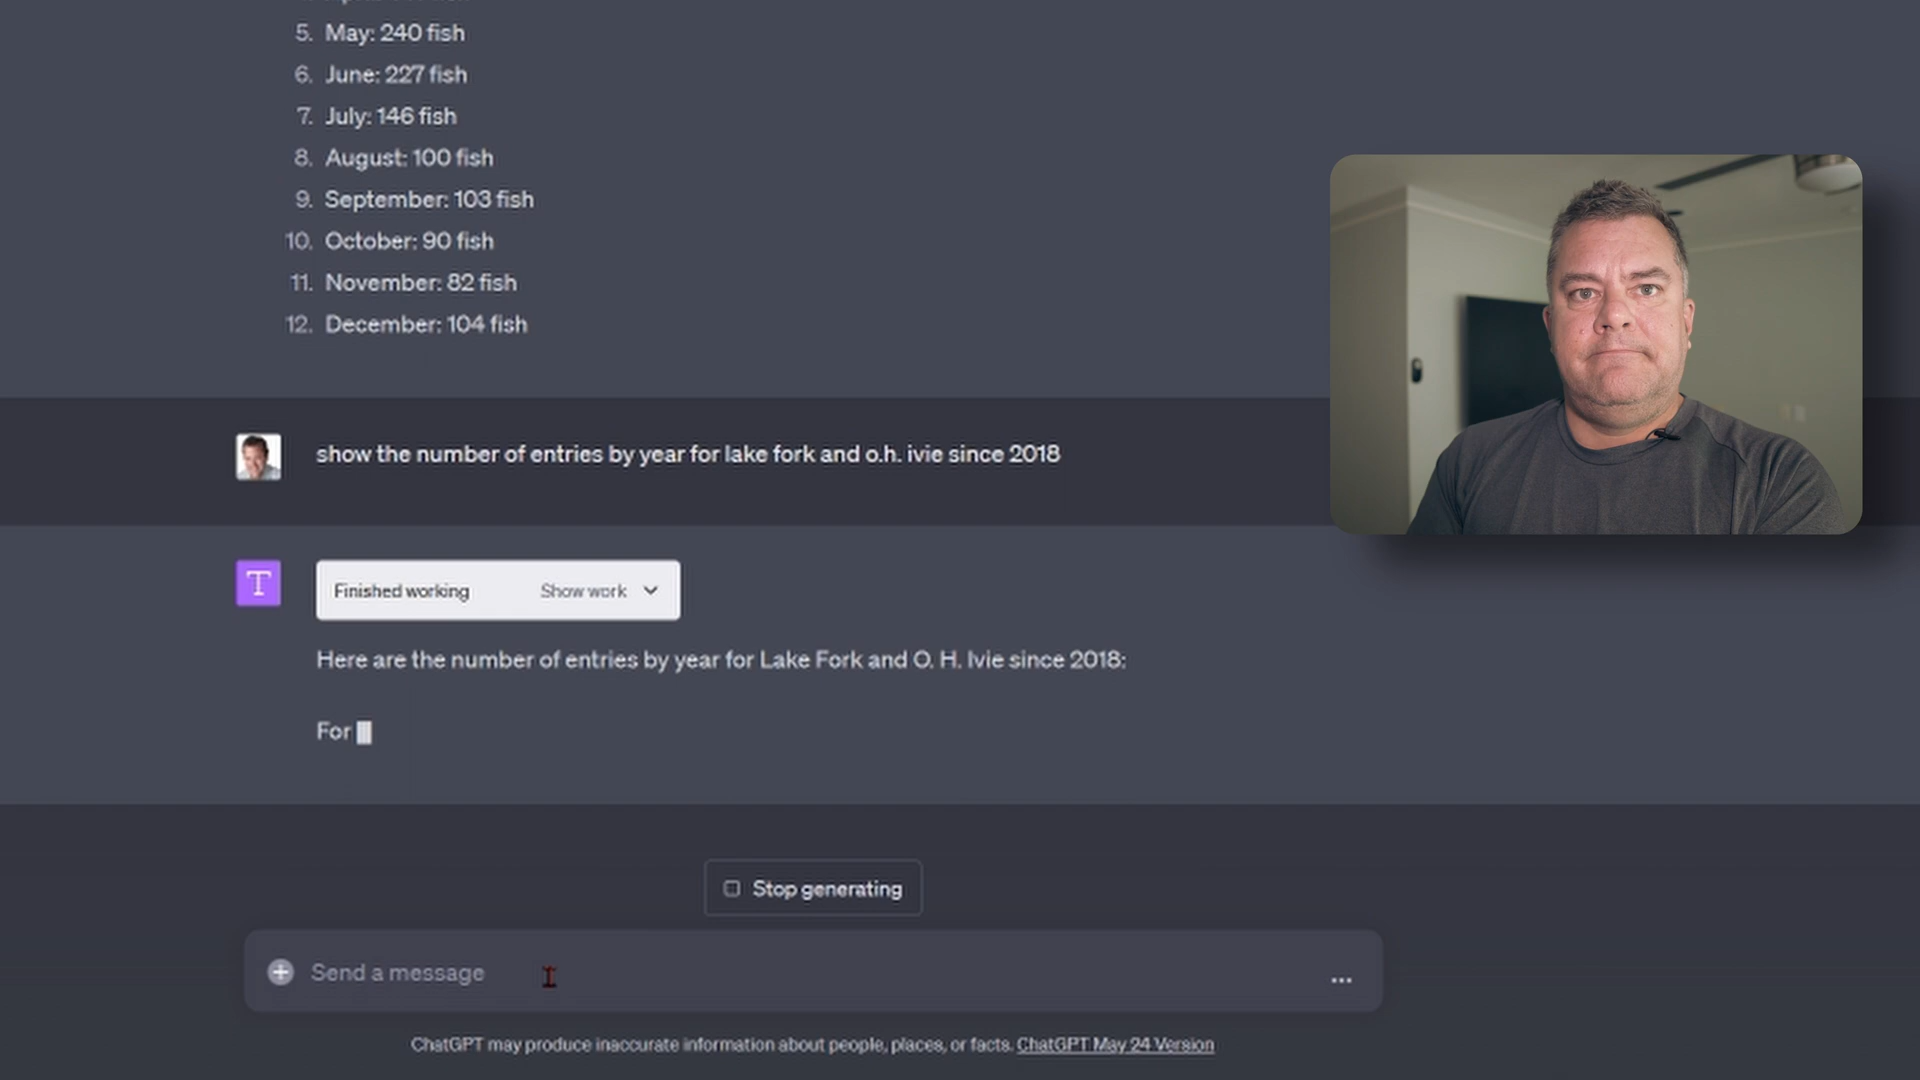 5. May: 240 fish
6. June: 227 fish
7. July: 146 fish
8. August: 100 fish
9. September: 103 fish
10. October: 90 fish
11. November: 82 fish
12. December: 104 fish
show the number of entries by year for lake fork and o.h. ivie since 2018
T
Finished working Show work
Here are the number of entries by year for Lake Fork and O. H. Ivie since 2018:
For
Stop generating
Send a message
ChatGPT may produce inaccurate information about people, places, or facts. ChatGPT May 24 Version